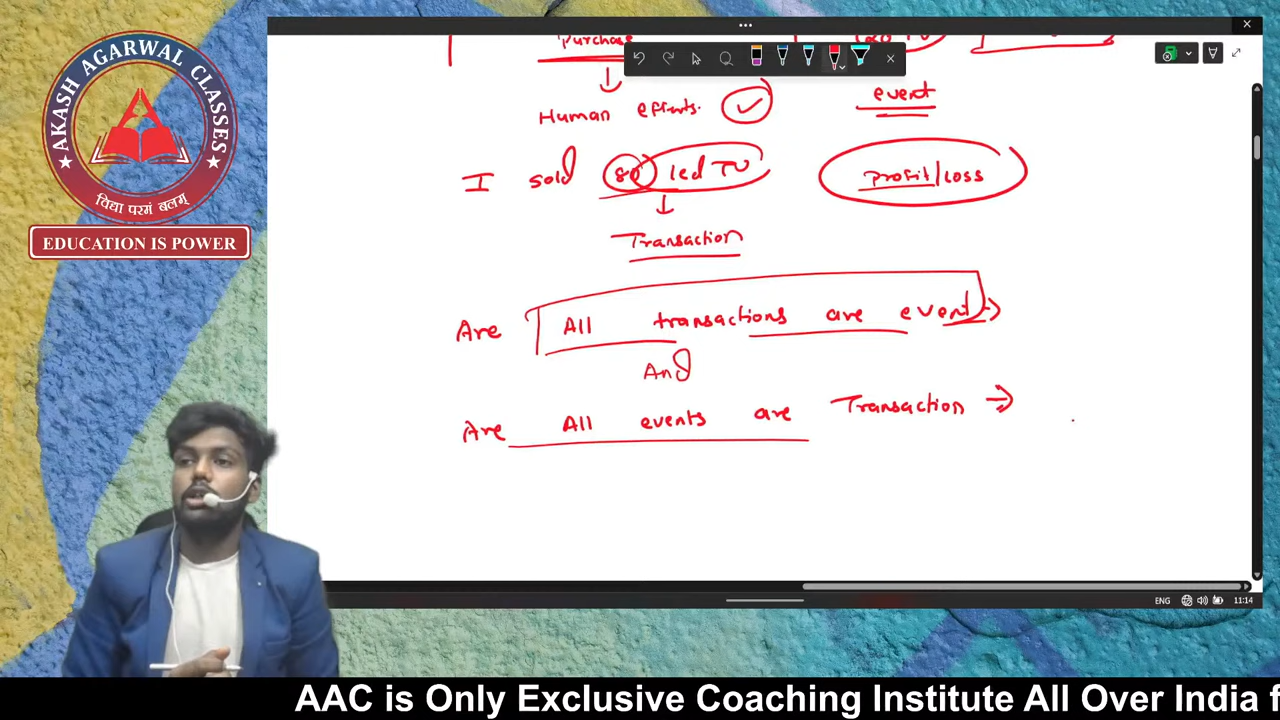 AKASH AGARWAL CLASSES
विद्या परमं बलम्
EDUCATION IS POWER
Purchase
Human efforts.
event
I sold 80 led TV
profit/loss
Transaction
Are All transactions are event
And
Are All events are Transaction
ENG
11:14
AAC is Only Exclusive Coaching Institute All Over India f